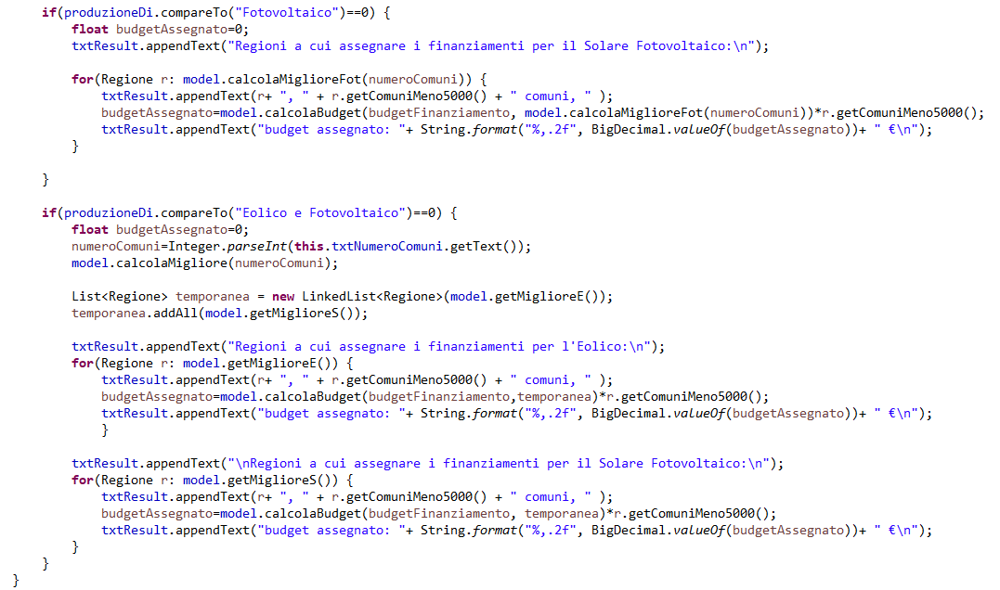 if(produzioneDi.compareTo("Fotovoltaico")==0) {
float budgetAssegnato=0;
txtResult.appendText("Regioni a cui assegnare i finanziamenti per il Solare Fotovoltaico:\n");
for(Regione r: model.calcolaMiglioreFot(numeroComuni)) {
txtResult.appendText(r+ ", " + r.getComuniMeno5000() + " comuni, " );
budgetAssegnato=model.calcolaBudget(budgetFinanziamento, model.calcolaMiglioreFot(numeroComuni))*r.getComuniMeno5000();
txtResult.appendText("budget assegnato: "+ String.format("%,.2f", BigDecimal.valueOf(budgetAssegnato))+ " €\n");
}
}
if(produzioneDi.compareTo("Eolico e Fotovoltaico")==0) {
float budgetAssegnato=0;
numeroComuni=Integer.parseInt(this.txtNumeroComuni.getText());
model.calcolaMigliore(numeroComuni);
List<Regione> temporanea = new LinkedList<Regione>(model.getMiglioreE());
temporanea.addAll(model.getMiglioreS());
txtResult.appendText("Regioni a cui assegnare i finanziamenti per l'Eolico:\n");
for(Regione r: model.getMiglioreE()) {
txtResult.appendText(r+ ", " + r.getComuniMeno5000() + " comuni, " );
budgetAssegnato=model.calcolaBudget(budgetFinanziamento,temporanea)*r.getComuniMeno5000();
txtResult.appendText("budget assegnato: "+ String.format("%,.2f", BigDecimal.valueOf(budgetAssegnato))+ " €\n");
}
txtResult.appendText("\nRegioni a cui assegnare i finanziamenti per il Solare Fotovoltaico:\n");
for(Regione r: model.getMiglioreS()) {
txtResult.appendText(r+ ", " + r.getComuniMeno5000() + " comuni, " );
budgetAssegnato=model.calcolaBudget(budgetFinanziamento, temporanea)*r.getComuniMeno5000();
txtResult.appendText("budget assegnato: "+ String.format("%,.2f", BigDecimal.valueOf(budgetAssegnato))+ " €\n");
}
}
}